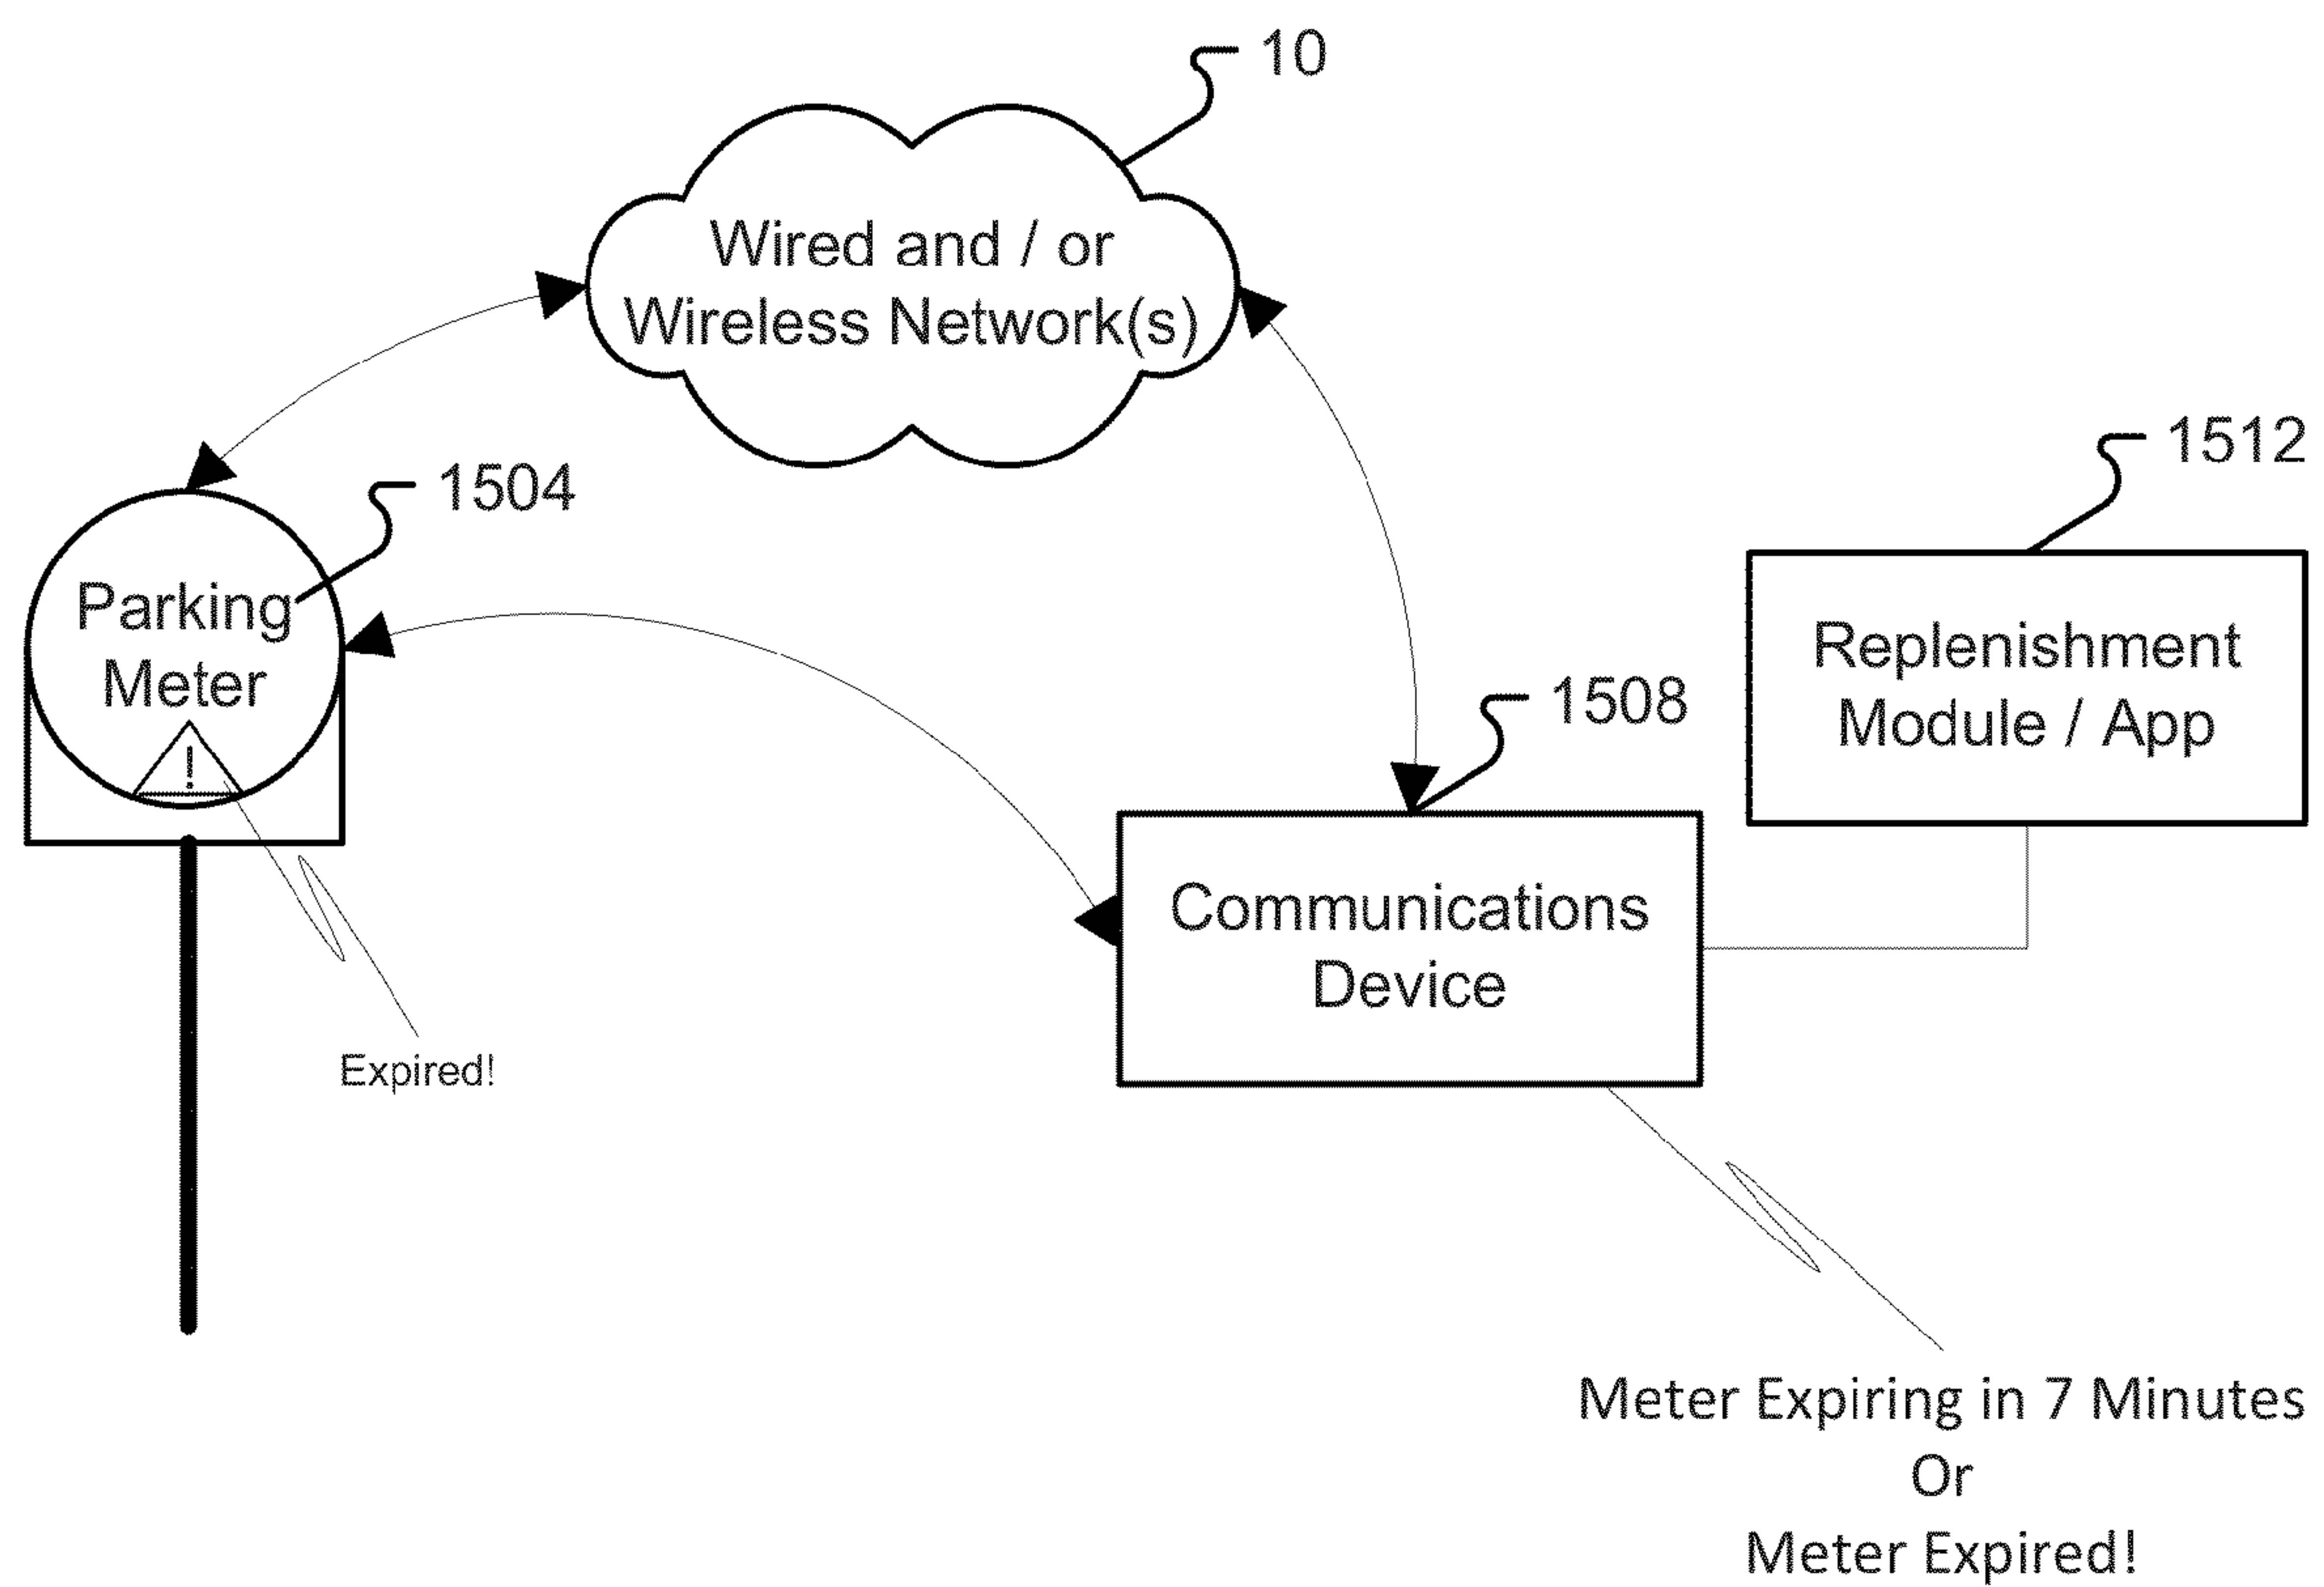 10
Wired and / or
Wireless Network(s)
1512
1504
Parking
Meter
!
Replenishment
Module / App
1508
Communications
Device
Expired!
Meter Expiring in 7 Minutes
Or
Meter Expired!